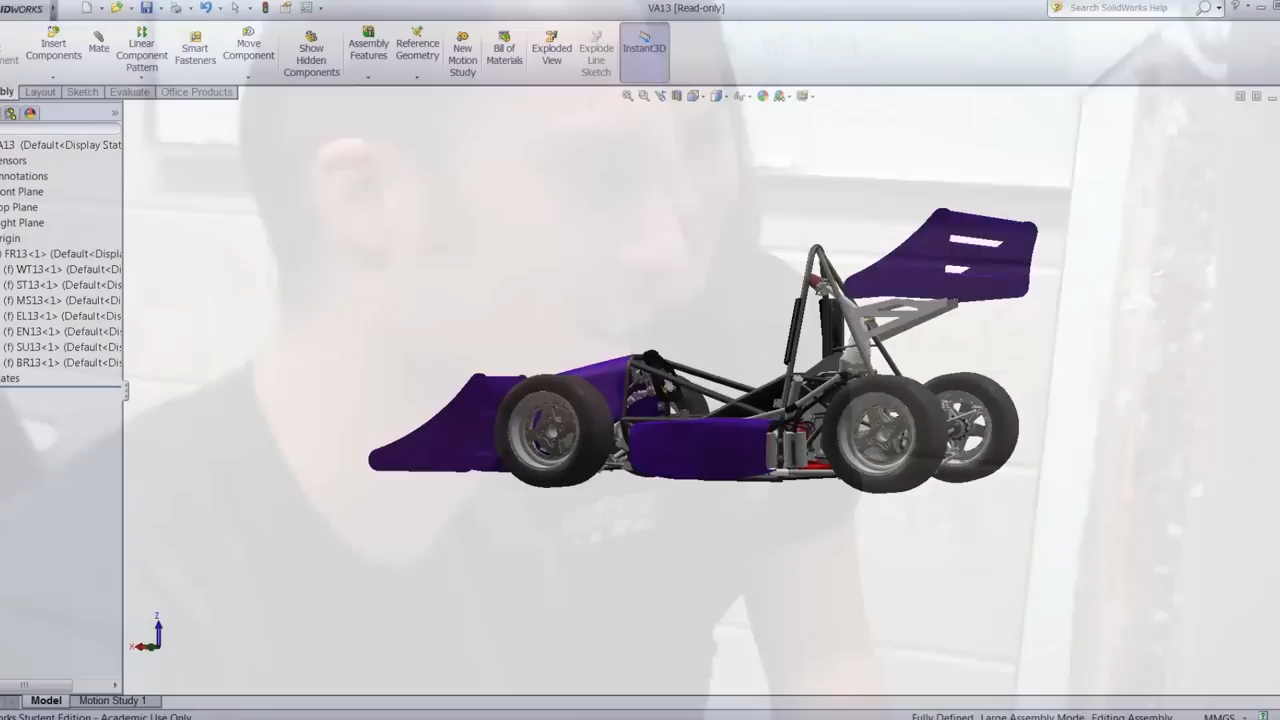 SOLIDWORKS
VA13 [Read-only]
Search SolidWorks Help
Insert Components
Mate
Linear Component Pattern
Smart Fasteners
Move Component
Show Hidden Components
Assembly Features
Reference Geometry
New Motion Study
Bill of Materials
Exploded View
Explode Line Sketch
Instant3D
Layout
Sketch
Evaluate
Office Products
A13 (Default<Display Stat
ensors
nnotations
ont Plane
op Plane
ght Plane
rigin
FR13<1> (Default<Displa
(f) WT13<1> (Default<Di
(f) ST13<1> (Default<Dis
(f) MS13<1> (Default<Di
(f) EL13<1> (Default<Dis
(f) EN13<1> (Default<Dis
(f) SU13<1> (Default<Dis
(f) BR13<1> (Default<Dis
ates
Z
X
Model
Motion Study 1
orks Student Edition - Academic Use Only
Fully Defined
Large Assembly Mode
Editing Assembly
MMGS